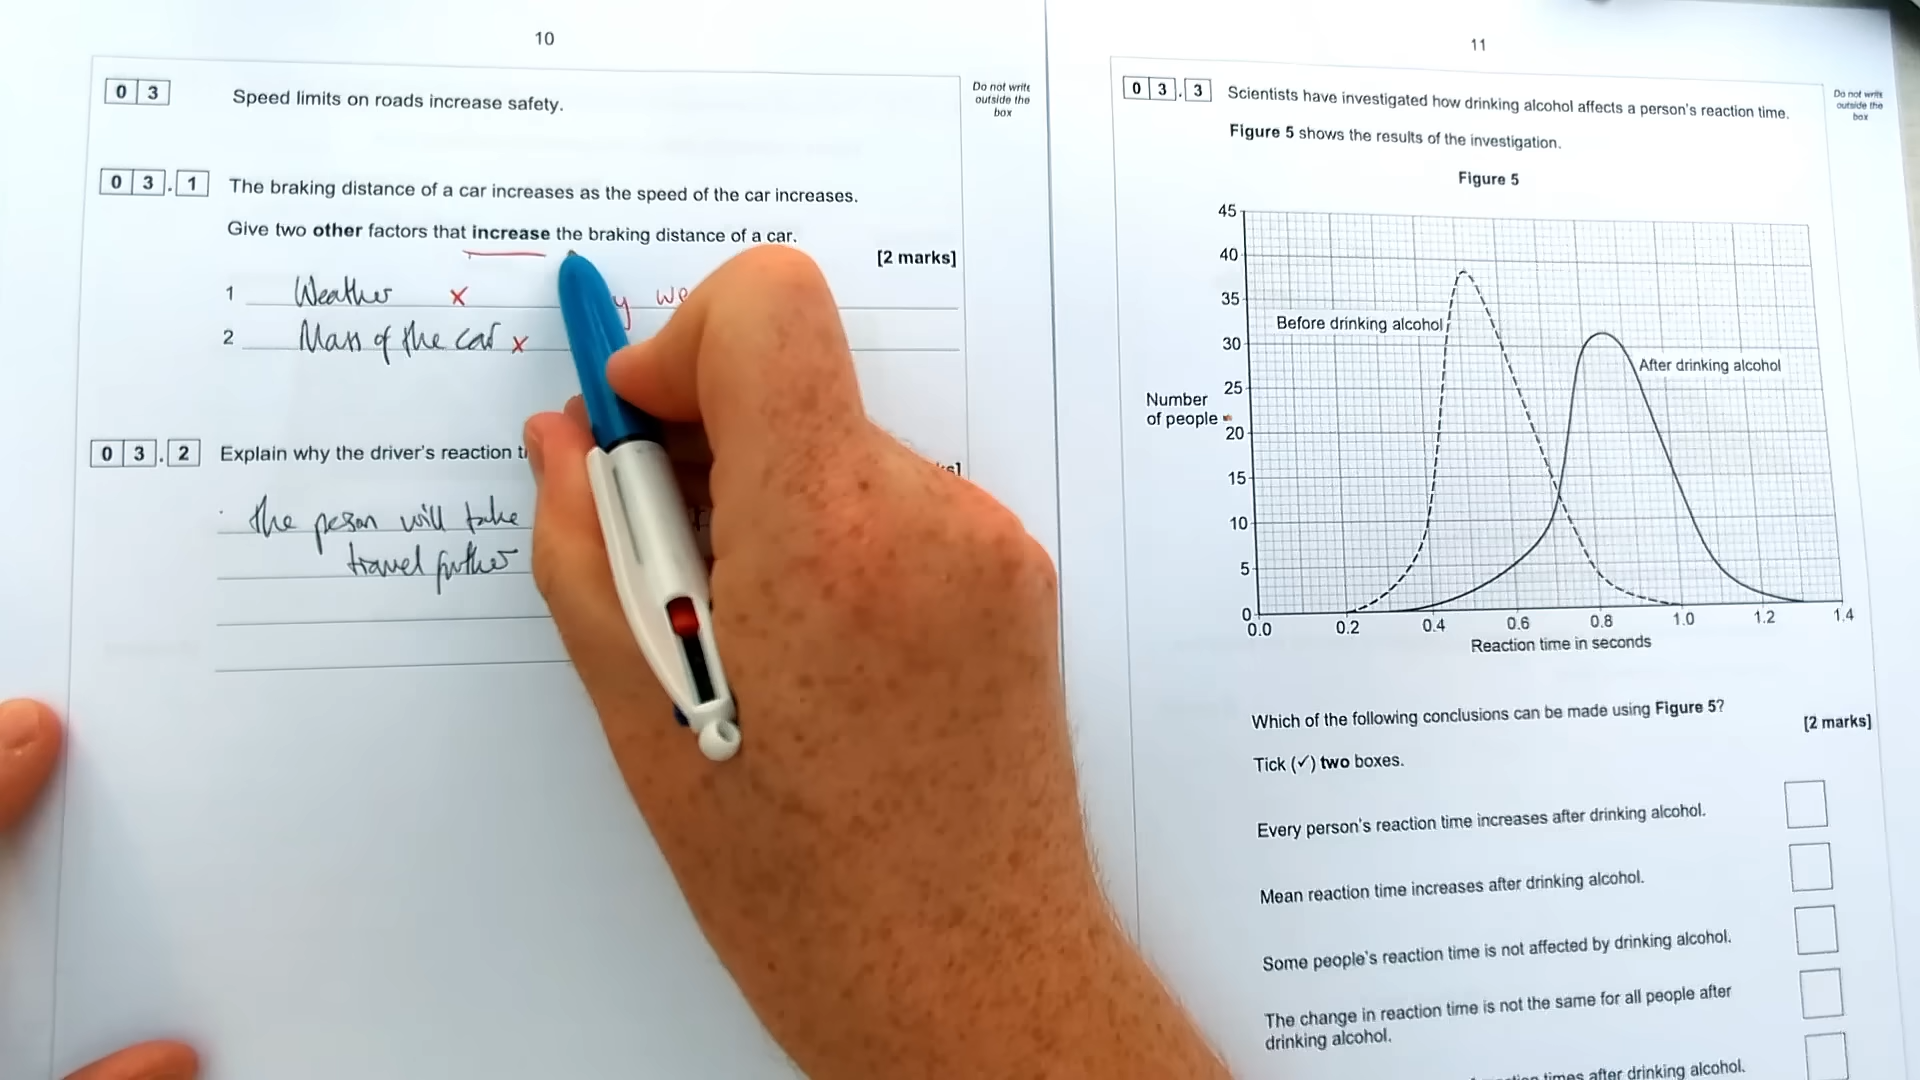 10
0 3 Speed limits on roads increase safety.
Do not write
outside the
box
0 3 . 1 The braking distance of a car increases as the speed of the car increases.
Give two other factors that increase the braking distance of a car.
[2 marks]
1 Weather x we
2 Mass of the car x
0 3 . 2 Explain why the driver's reaction
the person will take
travel further
11
0 3 . 3 Scientists have investigated how drinking alcohol affects a person's reaction time.
Do not write
outside the
box
Figure 5 shows the results of the investigation.
Figure 5
45
40
35
30
25
20
15
10
5
0
Before drinking alcohol
After drinking alcohol
Number
of people
0.0 0.2 0.4 0.6 0.8 1.0 1.2 1.4
Reaction time in seconds
Which of the following conclusions can be made using Figure 5?
[2 marks]
Tick (✓) two boxes.
Every person's reaction time increases after drinking alcohol.
Mean reaction time increases after drinking alcohol.
Some people's reaction time is not affected by drinking alcohol.
The change in reaction time is not the same for all people after
drinking alcohol.
times after drinking alcohol.